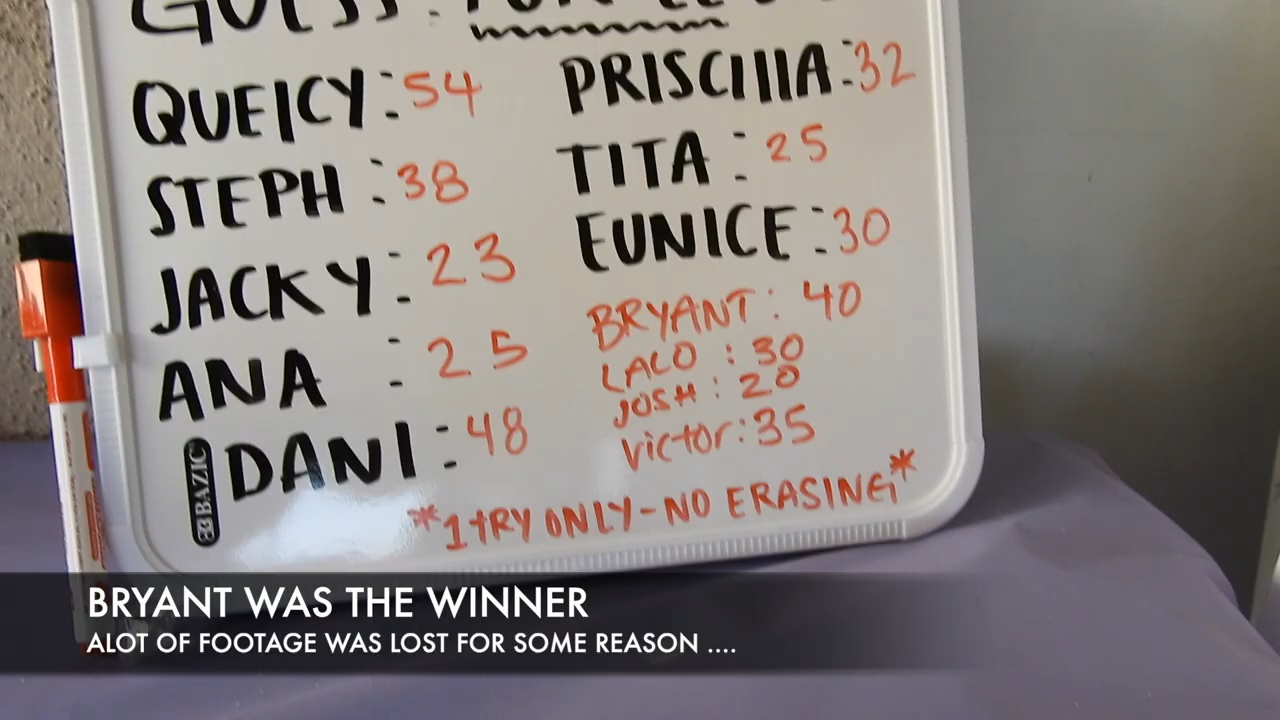 GUESS:
QUEICY: 54
STEPH: 38
JACKY: 23
ANA : 25
DANI: 48
PRISCIllA: 32
TITA : 25
EUNICE: 30
BRYANT: 40
LALO : 30
JOSH: 20
Victor: 35
*1 tRY ONLY-NO ERASING*
BAZIC
BRYANT WAS THE WINNER
ALOT OF FOOTAGE WAS LOST FOR SOME REASON ....